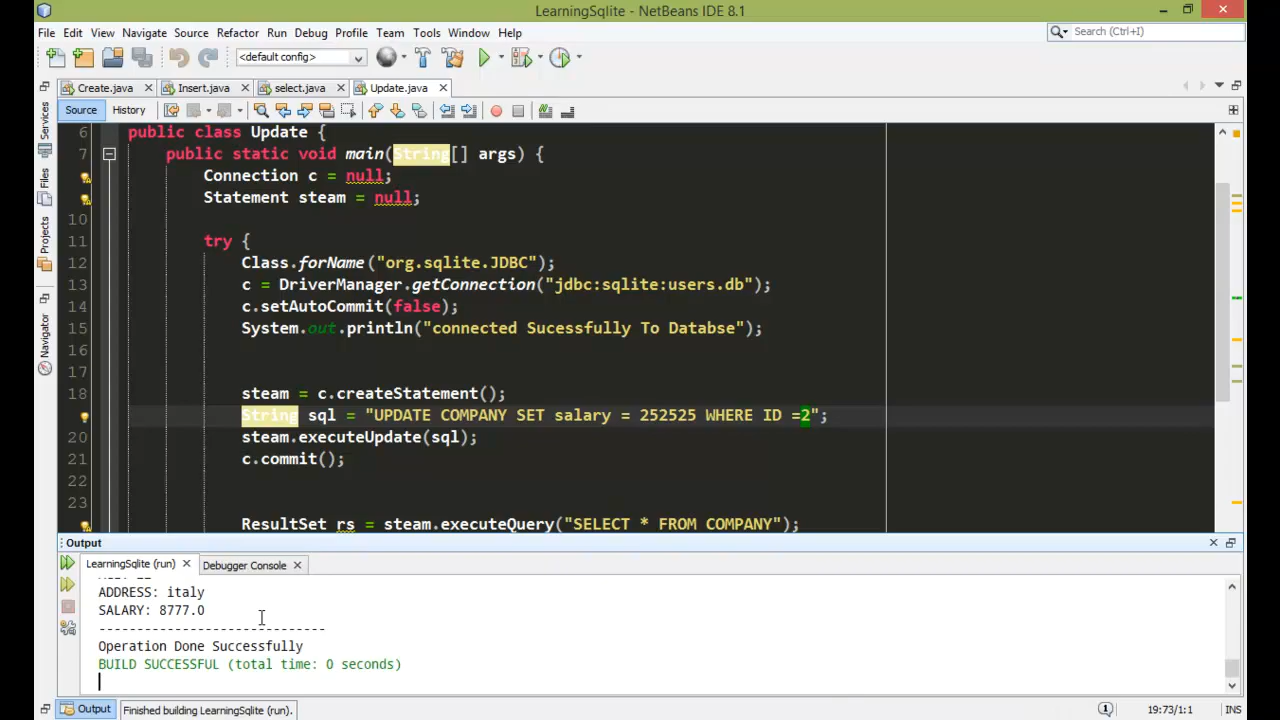 LearningSqlite - NetBeans IDE 8.1
File Edit View Navigate Source Refactor Run Debug Profile Team Tools Window Help
Search (Ctrl+I)
<default config>
Create.java Insert.java select.java Update.java
Source History
Services
Files
Projects
Navigator
6 public class Update {
7 public static void main(String[] args) {
Connection c = null;
Statement steam = null;
10
11 try {
12 Class.forName("org.sqlite.JDBC");
13 c = DriverManager.getConnection("jdbc:sqlite:users.db");
14 c.setAutoCommit(false);
15 System.out.println("connected Sucessfully To Databse");
16
17
18 steam = c.createStatement();
String sql = "UPDATE COMPANY SET salary = 252525 WHERE ID =2";
20 steam.executeUpdate(sql);
21 c.commit();
22
23
ResultSet rs = steam.executeQuery("SELECT * FROM COMPANY");
Output
LearningSqlite (run) Debugger Console
ADDRESS: italy
SALARY: 8777.0
------------------------------
Operation Done Successfully
BUILD SUCCESSFUL (total time: 0 seconds)
Output Finished building LearningSqlite (run). 19:73/1:1 INS